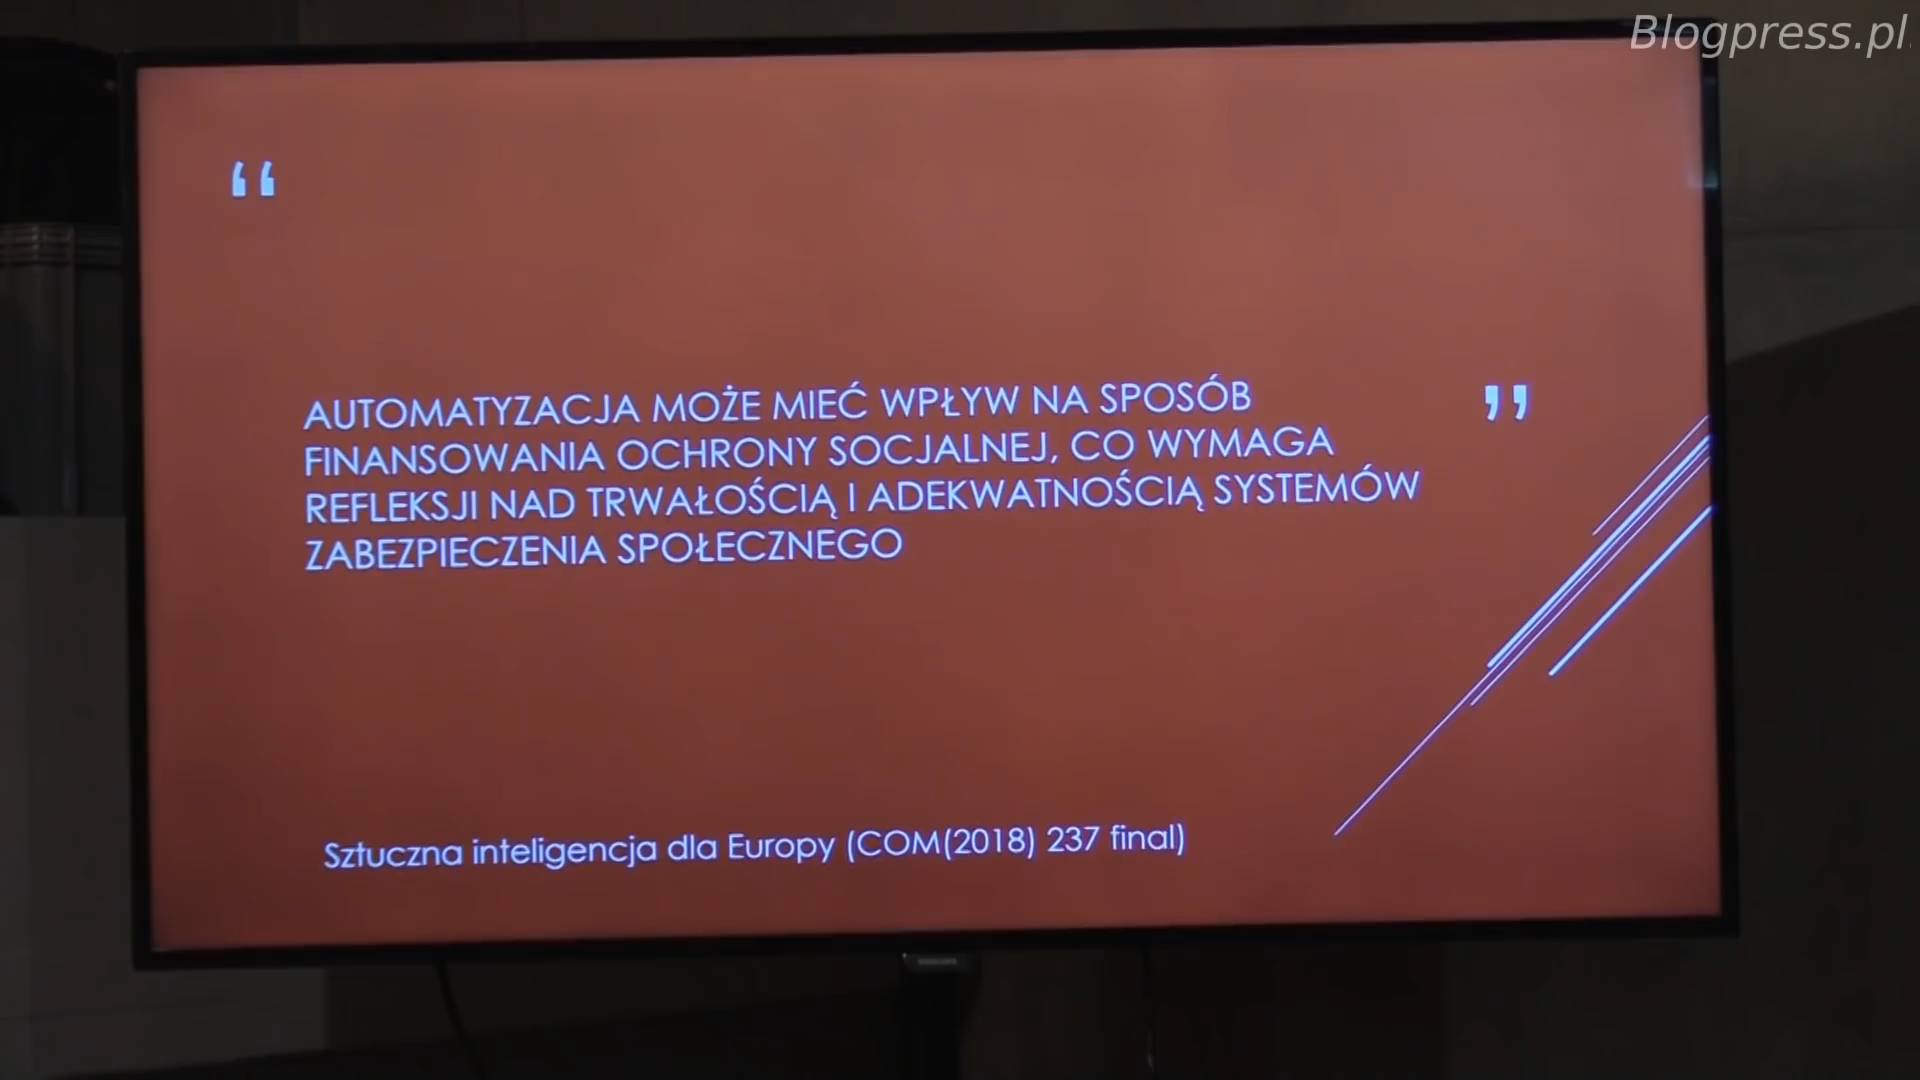 Blogpress.pl
“
AUTOMATYZACJA MOŻE MIEĆ WPŁYW NA SPOSÓB
FINANSOWANIA OCHRONY SOCJALNEJ, CO WYMAGA
REFLEKSJI NAD TRWAŁOŚCIĄ I ADEKWATNOŚCIĄ SYSTEMÓW
ZABEZPIECZENIA SPOŁECZNEGO
”
Sztuczna inteligencja dla Europy (COM(2018) 237 final)